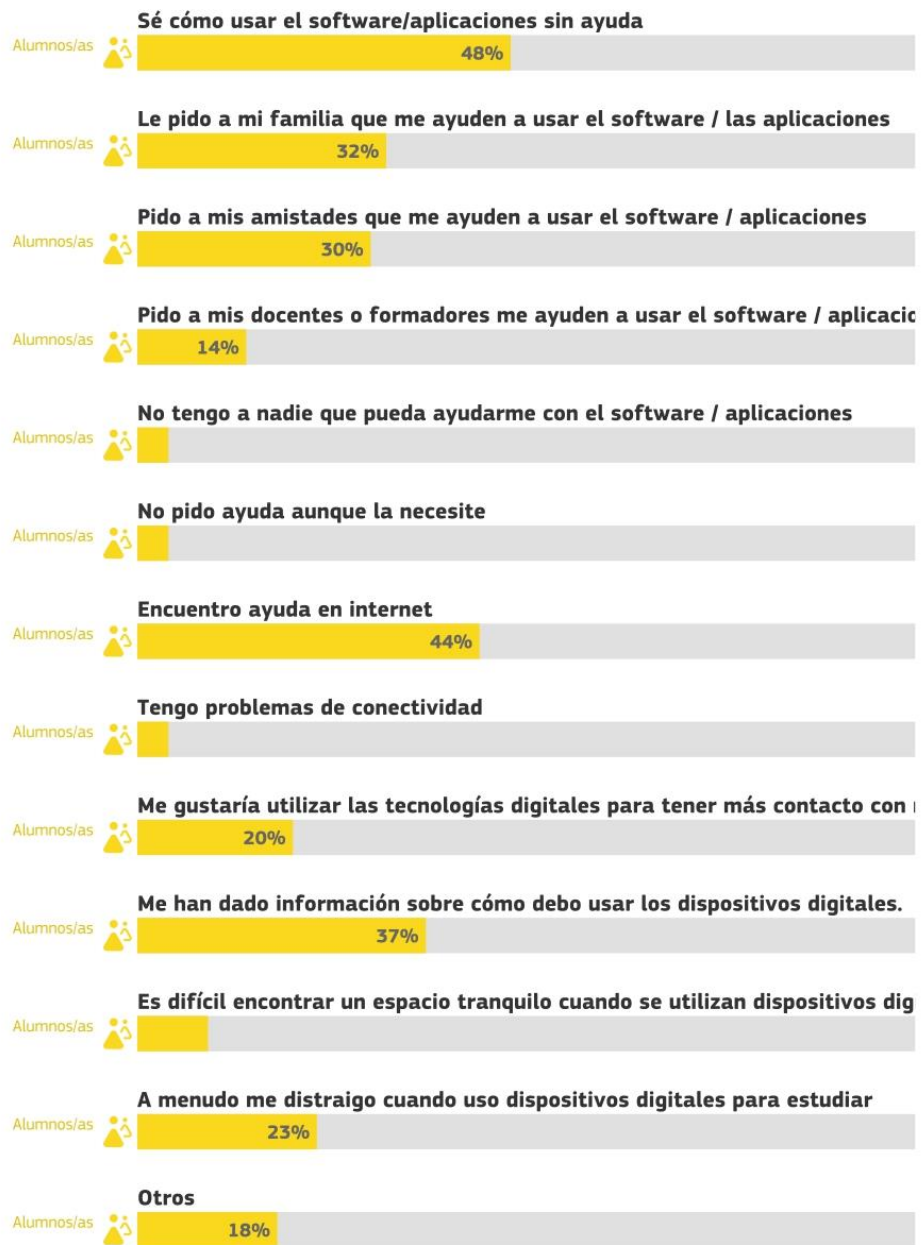 Sé cómo usar el software/aplicaciones sin ayuda
Alumnos/as
48%
Le pido a mi familia que me ayuden a usar el software / las aplicaciones
Alumnos/as
32%
Pido a mis amistades que me ayuden a usar el software / aplicaciones
Alumnos/as
30%
Pido a mis docentes o formadores me ayuden a usar el software / aplicacio
Alumnos/as
14%
No tengo a nadie que pueda ayudarme con el software / aplicaciones
Alumnos/as
No pido ayuda aunque la necesite
Alumnos/as
Encuentro ayuda en internet
Alumnos/as
44%
Tengo problemas de conectividad
Alumnos/as
Me gustaría utilizar las tecnologías digitales para tener más contacto con
Alumnos/as
20%
Me han dado información sobre cómo debo usar los dispositivos digitales.
Alumnos/as
37%
Es difícil encontrar un espacio tranquilo cuando se utilizan dispositivos dig
Alumnos/as
A menudo me distraigo cuando uso dispositivos digitales para estudiar
Alumnos/as
23%
Otros
Alumnos/as
18%